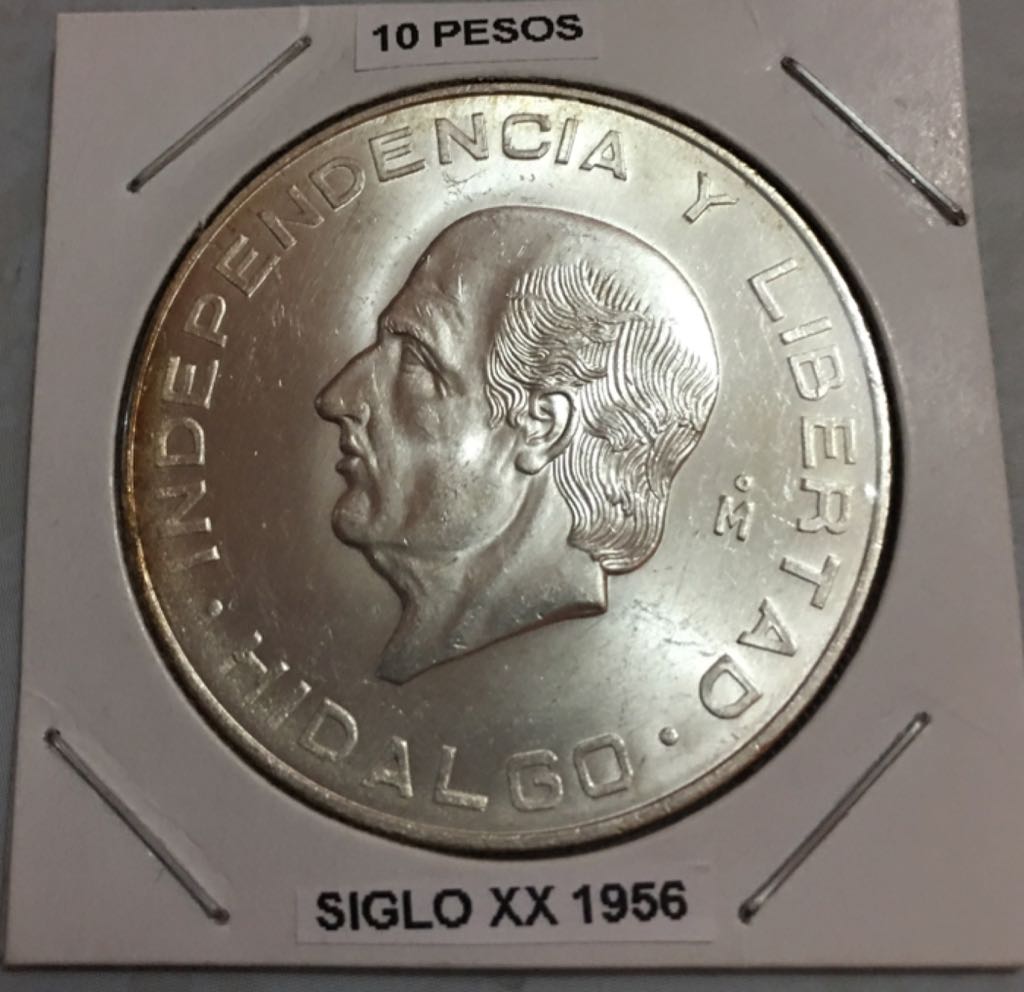 10 PESOS
INDEPENDENCIA Y LIBERTAD
HIDALGO
Mº
SIGLO XX 1956